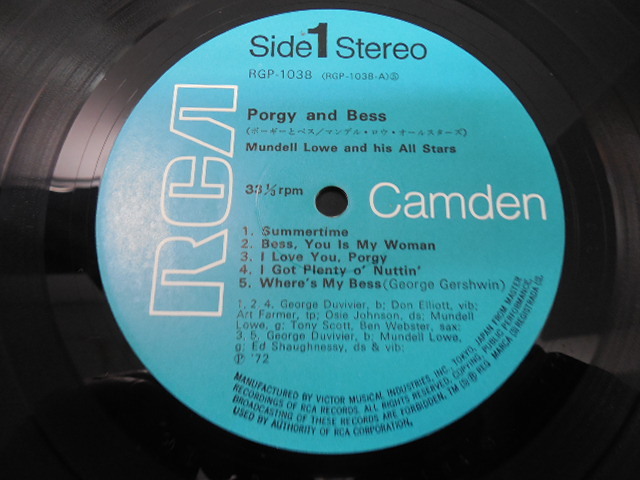 Side 1 Stereo
RGP-1038 (RGP-1038-A)Ⓢ
Porgy and Bess
(ポーギーとベス/マンデル・ロウ・オールスターズ)
Mundell Lowe and his All Stars
33⅓ rpm
RCA
Camden
1. Summertime
2. Bess, You Is My Woman
3. I Love You, Porgy
4. I Got Plenty o' Nuttin'
5. Where's My Bess (George Gershwin)
1, 2-4, George Duvivier, b; Don Elliott, vib;
Art Farmer, tp; Osie Johnson, ds; Mundell
Lowe, g; Tony Scott, Ben Webster, sax:
3, 5, George Duvivier, b; Mundell Lowe,
g; Ed Shaughnessy, ds & vib:
Ⓟ '72
MANUFACTURED BY VICTOR MUSICAL INDUSTRIES, INC., TOKYO, JAPAN FROM MASTER
RECORDINGS OF RCA RECORDS. ALL RIGHTS RESERVED. COPYING, PUBLIC PERFORMANCE,
BROADCASTING OF THESE RECORDS ARE FORBIDDEN. TM(S) ® RCA MARCA(S) REGISTRADA(S).
USED BY AUTHORITY OF RCA CORPORATION.